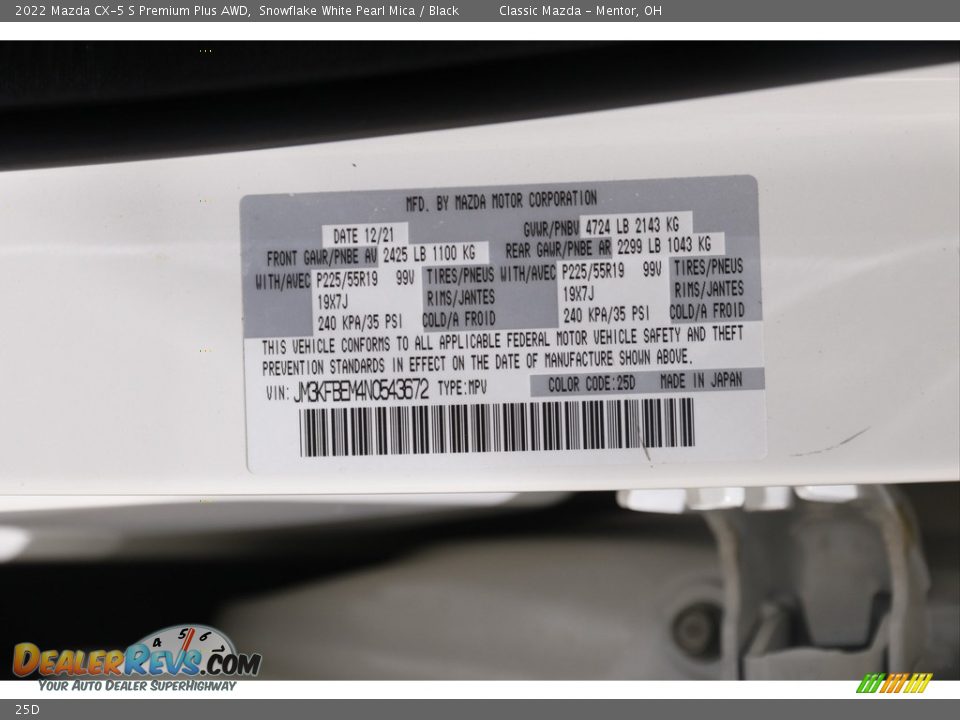 2022 Mazda CX-5 S Premium Plus AWD, Snowflake White Pearl Mica / Black Classic Mazda - Mentor, OH
MFD. BY MAZDA MOTOR CORPORATION
DATE 12/21 GVWR/PNBV 4724 LB 2143 KG
FRONT GAWR/PNBE AV 2425 LB 1100 KG REAR GAWR/PNBE AR 2299 LB 1043 KG
WITH/AVEC P225/55R19 99V TIRES/PNEUS WITH/AVEC P225/55R19 99V TIRES/PNEUS
19X7J RIMS/JANTES 19X7J RIMS/JANTES
240 KPA/35 PSI COLD/A FROID 240 KPA/35 PSI COLD/A FROID
THIS VEHICLE CONFORMS TO ALL APPLICABLE FEDERAL MOTOR VEHICLE SAFETY AND THEFT
PREVENTION STANDARDS IN EFFECT ON THE DATE OF MANUFACTURE SHOWN ABOVE.
VIN: JM3KFBEM4N0543672 TYPE:MPV COLOR CODE:25D MADE IN JAPAN
4 5 6
DEALERREVS.COM
YOUR AUTO DEALER SUPERHIGHWAY
25D